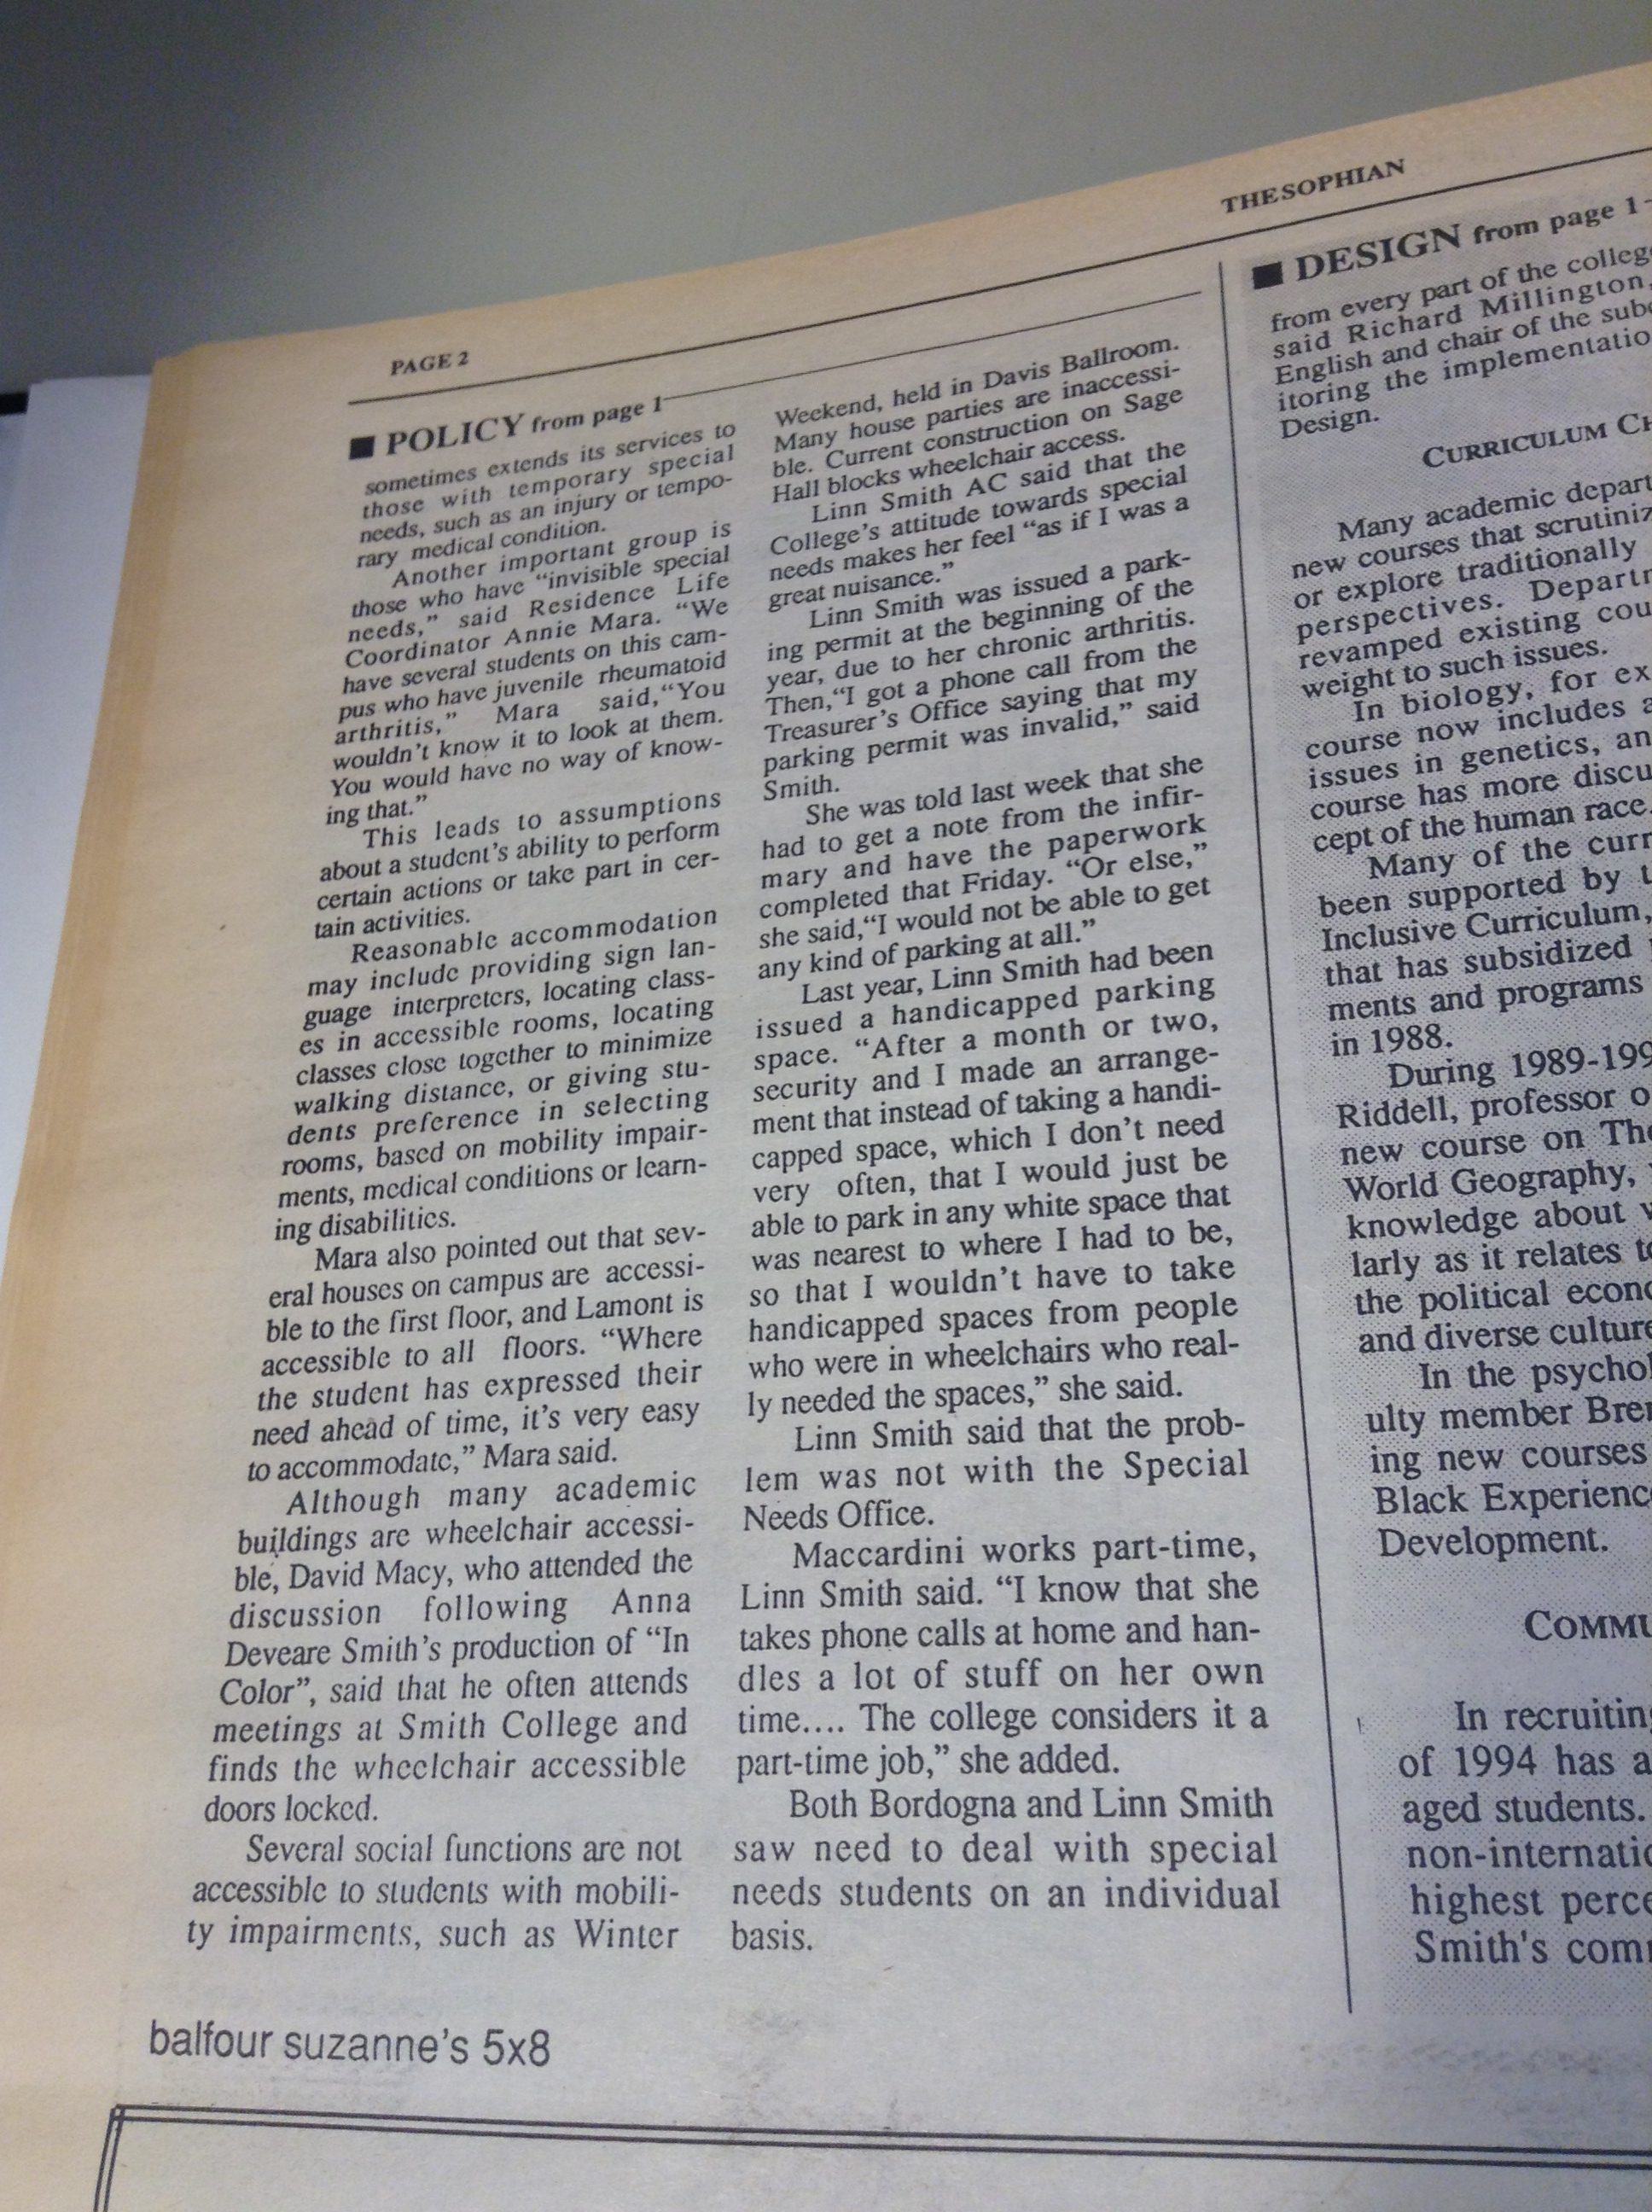 THE SOPHIAN
PAGE 2
■ POLICY from page 1
sometimes extends its services to
those with temporary special
needs, such as an injury or tempo-
rary medical condition.
Another important group is
those who have “invisible special
needs,” said Residence Life
Coordinator Annie Mara. “We
have several students on this cam-
pus who have juvenile rheumatoid
arthritis,” Mara said,“You
wouldn’t know it to look at them.
You would have no way of know-
ing that.”
This leads to assumptions
about a student’s ability to perform
certain actions or take part in cer-
tain activities.
Reasonable accommodation
may include providing sign lan-
guage interpreters, locating class-
es in accessible rooms, locating
classes close together to minimize
walking distance, or giving stu-
dents preference in selecting
rooms, based on mobility impair-
ments, medical conditions or learn-
ing disabilities.
Mara also pointed out that sev-
eral houses on campus are accessi-
ble to the first floor, and Lamont is
accessible to all floors. “Where
the student has expressed their
need ahead of time, it’s very easy
to accommodate,” Mara said.
Although many academic
buildings are wheelchair accessi-
ble, David Macy, who attended the
discussion following Anna
Deveare Smith’s production of “In
Color”, said that he often attends
meetings at Smith College and
finds the wheelchair accessible
doors locked.
Several social functions are not
accessible to students with mobili-
ty impairments, such as Winter
Weekend, held in Davis Ballroom.
Many house parties are inaccessi-
ble. Current construction on Sage
Hall blocks wheelchair access.
Linn Smith AC said that the
College’s attitude towards special
needs makes her feel “as if I was a
great nuisance.”
Linn Smith was issued a park-
ing permit at the beginning of the
year, due to her chronic arthritis.
Then,“I got a phone call from the
Treasurer’s Office saying that my
parking permit was invalid,” said
Smith.
She was told last week that she
had to get a note from the infir-
mary and have the paperwork
completed that Friday. “Or else,”
she said,“I would not be able to get
any kind of parking at all.”
Last year, Linn Smith had been
issued a handicapped parking
space. “After a month or two,
security and I made an arrange-
ment that instead of taking a handi-
capped space, which I don’t need
very often, that I would just be
able to park in any white space that
was nearest to where I had to be,
so that I wouldn’t have to take
handicapped spaces from people
who were in wheelchairs who real-
ly needed the spaces,” she said.
Linn Smith said that the prob-
lem was not with the Special
Needs Office.
Maccardini works part-time,
Linn Smith said. “I know that she
takes phone calls at home and han-
dles a lot of stuff on her own
time.... The college considers it a
part-time job,” she added.
Both Bordogna and Linn Smith
saw need to deal with special
needs students on an individual
basis.
■ DESIGN from page 1
from every part of the
said Richard Millington,
English and chair of the
itoring the
Design.
CURRICULUM
Many academic
new courses that
or explore traditionally
perspectives.
revamped existing
weight to such issues.
In biology, for
course now includes
issues in genetics,
course has more
cept of the human race.
Many of the
been supported by
Inclusive Curriculum,
that has subsidized
ments and programs
in 1988.
During
Riddell, professor
new course on
World Geography,
knowledge about
larly as it relates
the political
and diverse
In the
ulty member
ing new courses
Black
Development.
In
of 1994 has
aged students.
highest
Smith's
balfour suzanne’s 5x8